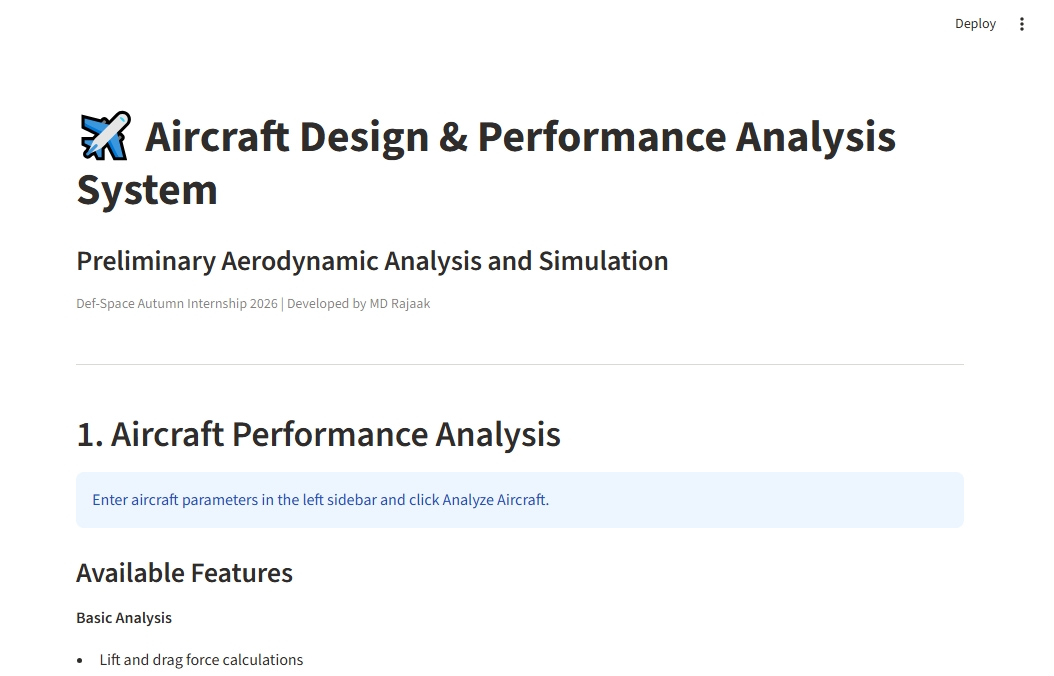 Deploy
Aircraft Design & Performance Analysis
System
Preliminary Aerodynamic Analysis and Simulation
Def-Space Autumn Internship 2026 | Developed by MD Rajaak
1. Aircraft Performance Analysis
Enter aircraft parameters in the left sidebar and click Analyze Aircraft.
Available Features
Basic Analysis
• Lift and drag force calculations